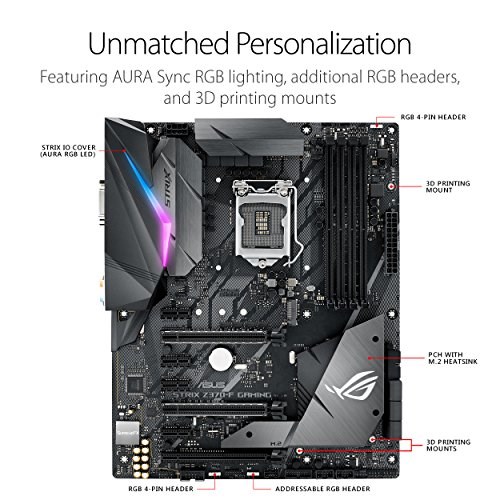 Unmatched Personalization
Featuring AURA Sync RGB lighting, additional RGB headers,
and 3D printing mounts
RGB 4-PIN HEADER
STRIX IO COVER
(AURA RGB LED)
STRIX
3D PRINTING
MOUNT
ASUS
PCH WITH
M.2 HEATSINK
ASUS
STRIX Z370-F GAMING
M.2
3D PRINTING
MOUNTS
RGB 4-PIN HEADER
ADDRESSABLE RGB HEADER